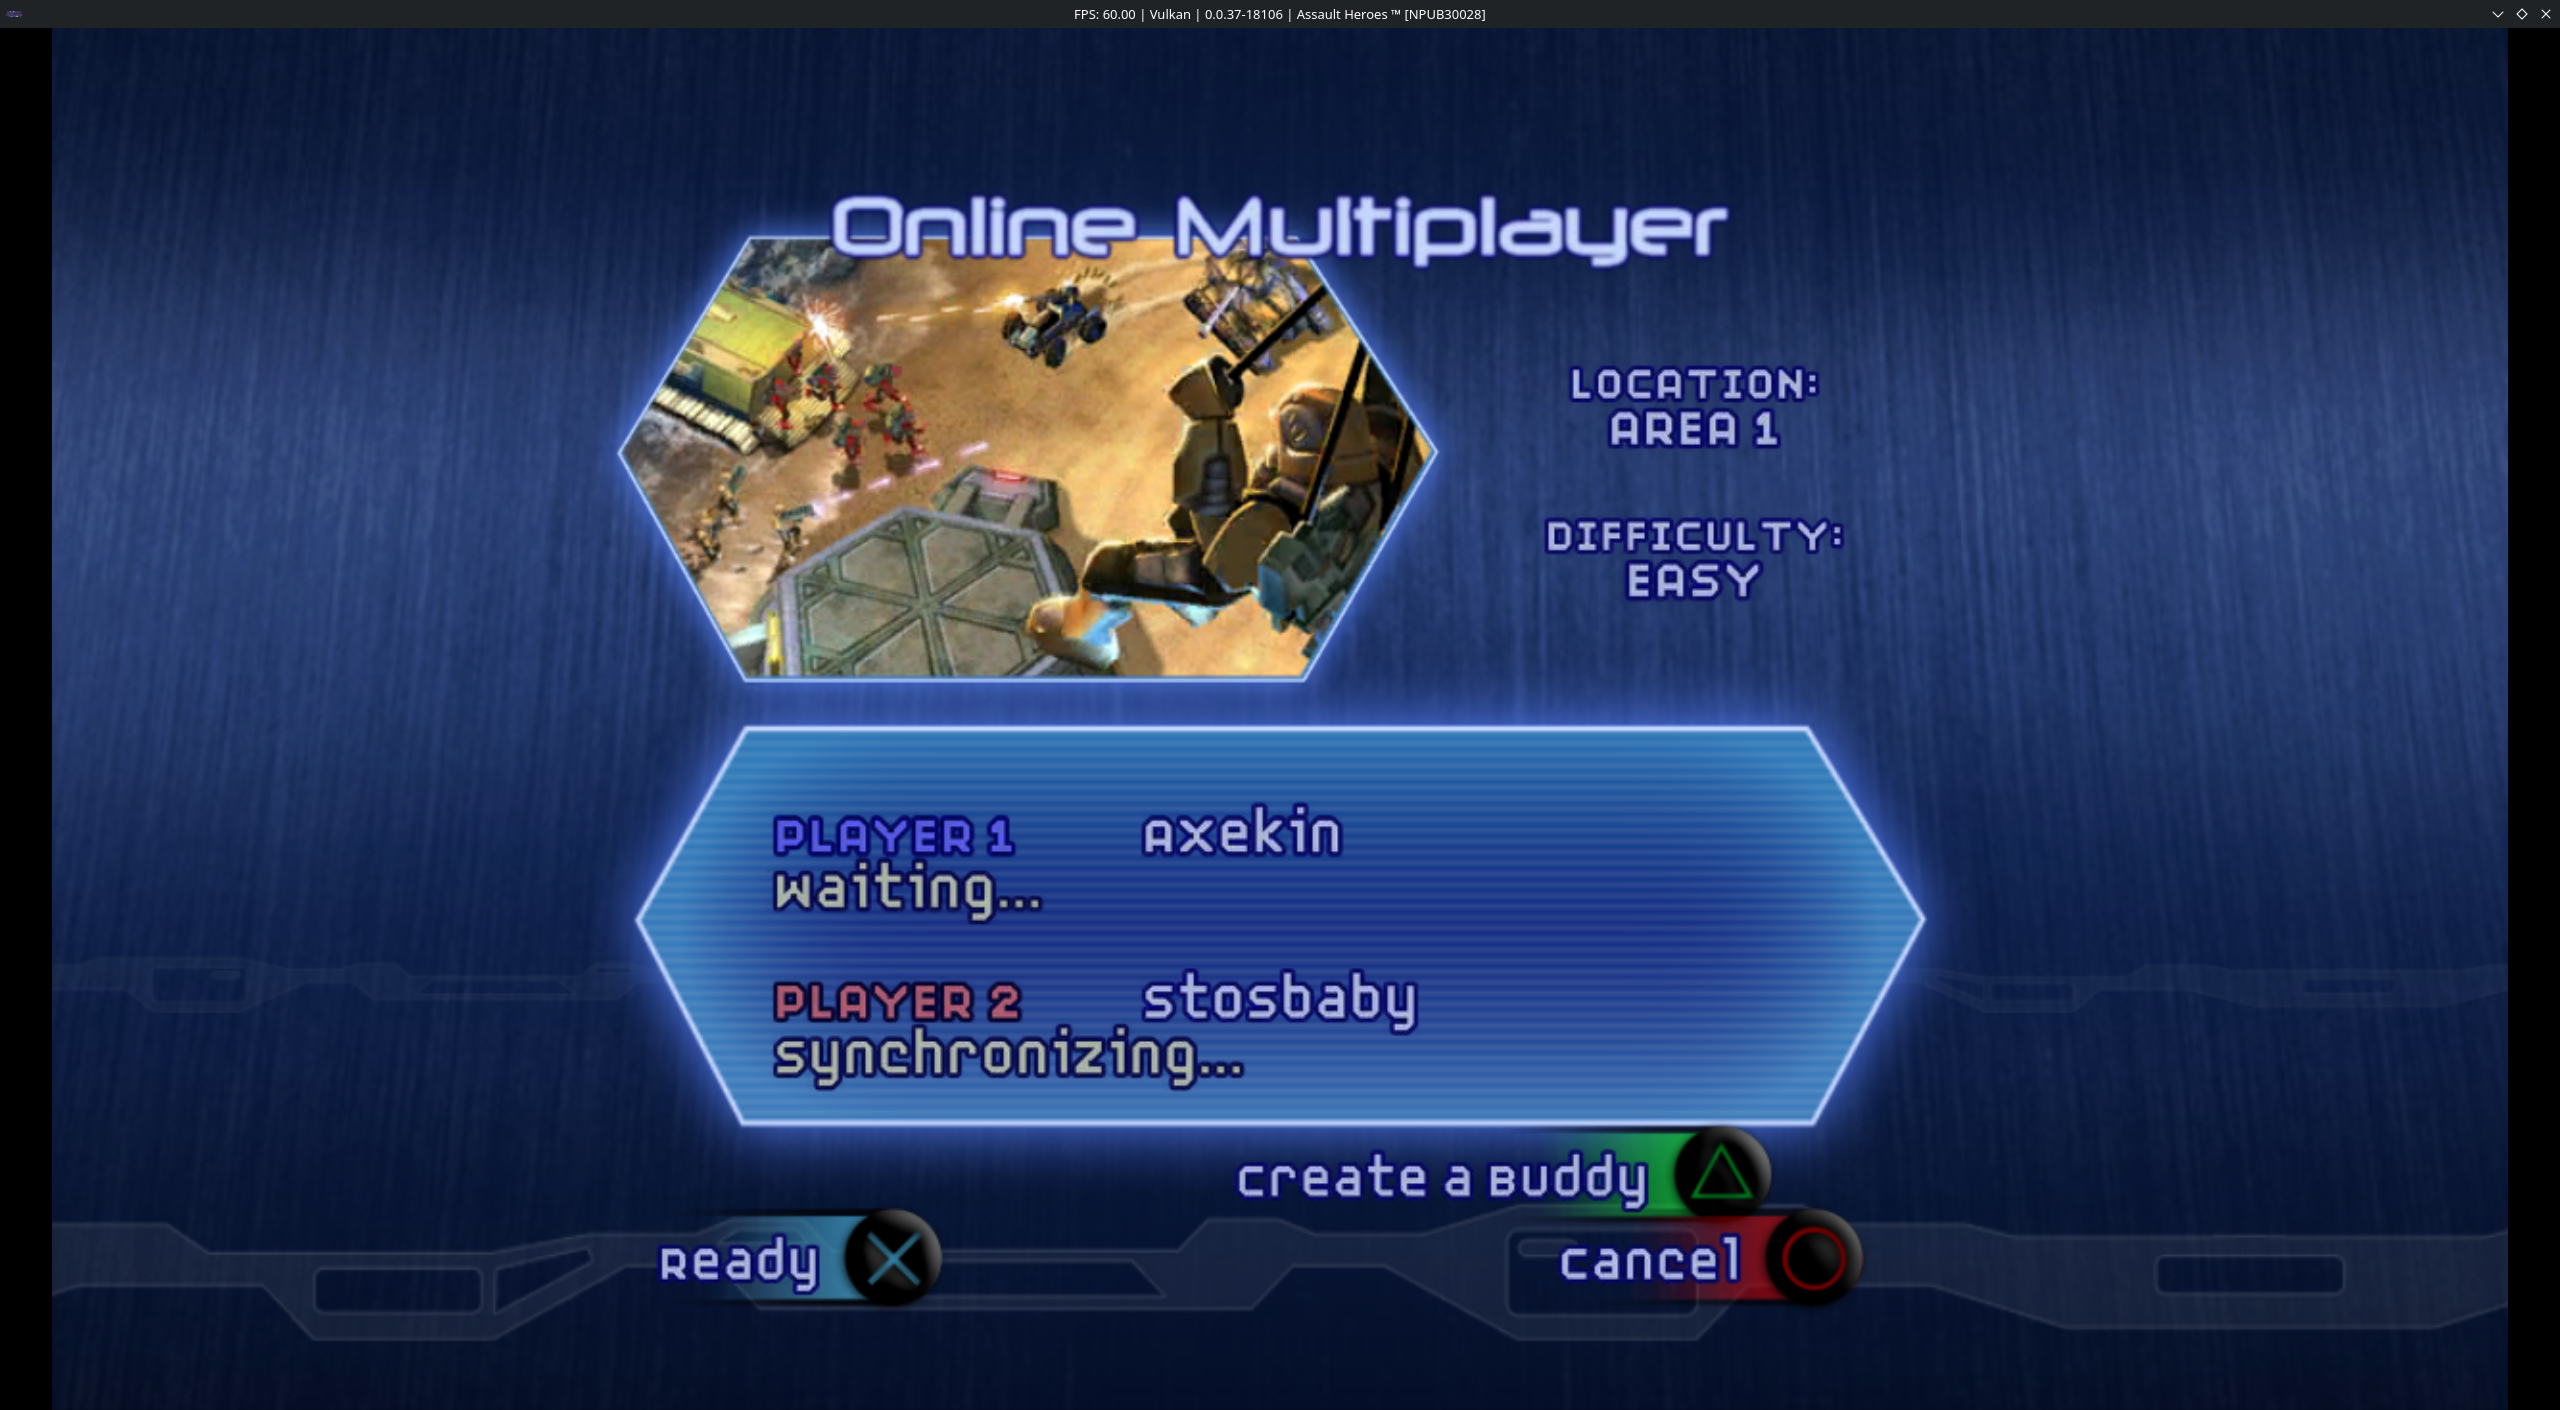 FPS: 60.00 | Vulkan | 0.0.37-18106 | Assault Heroes ™ [NPUB30028]
Online Multiplayer
LOCATION:
AREA 1
DIFFICULTY:
EASY
PLAYER 1 Axekin
waiting...
PLAYER 2 stosbaby
synchronizing...
Create a Buddy
Ready
Cancel